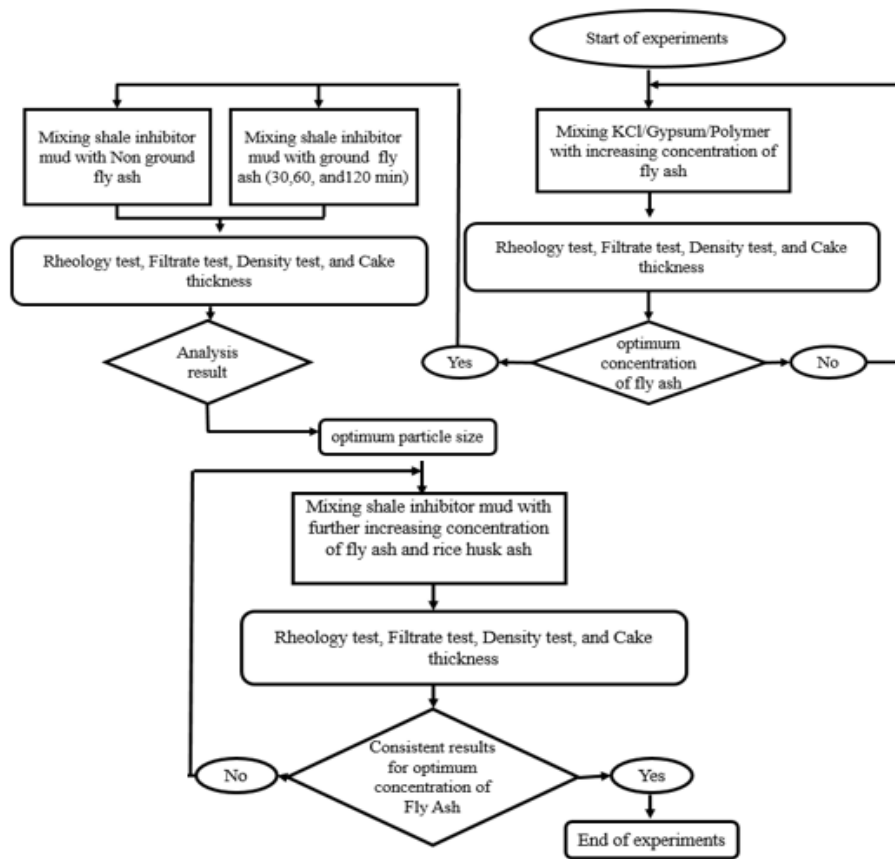 Start of experiments
Mixing KCl/Gypsum/Polymer
with increasing concentration of
fly ash
Rheology test, Filtrate test, Density test, and Cake
thickness
optimum
concentration
of fly ash
Yes
No
Mixing shale inhibitor
mud with Non ground
fly ash
Mixing shale inhibitor
mud with ground fly
ash (30,60, and120 min)
Rheology test, Filtrate test, Density test, and Cake
thickness
Analysis
result
optimum particle size
Mixing shale inhibitor mud with
further increasing concentration
of fly ash and rice husk ash
Rheology test, Filtrate test, Density test, and Cake
thickness
Consistent results
for optimum
concentration of
Fly Ash
No
Yes
End of experiments